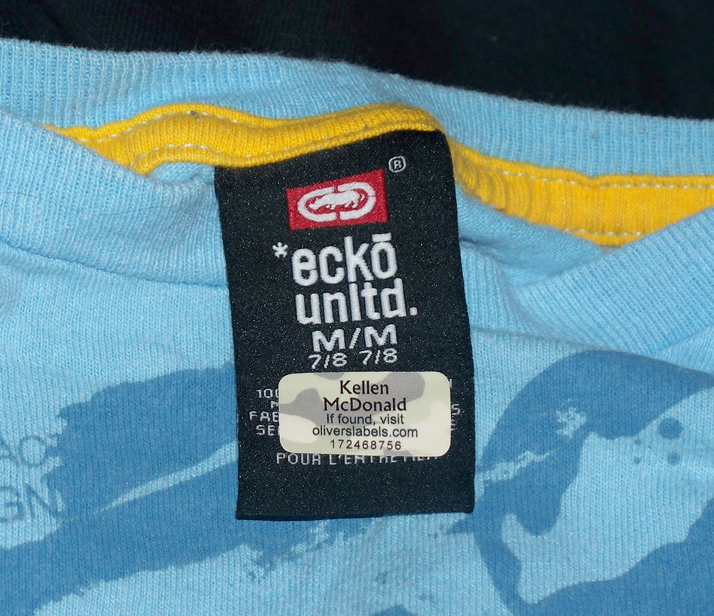 ®
*eckō
unltd.
M/M
7/8 7/8
Kellen
McDonald
If found, visit
oliverslabels.com
172468756
POUR L'ENTRETIEN